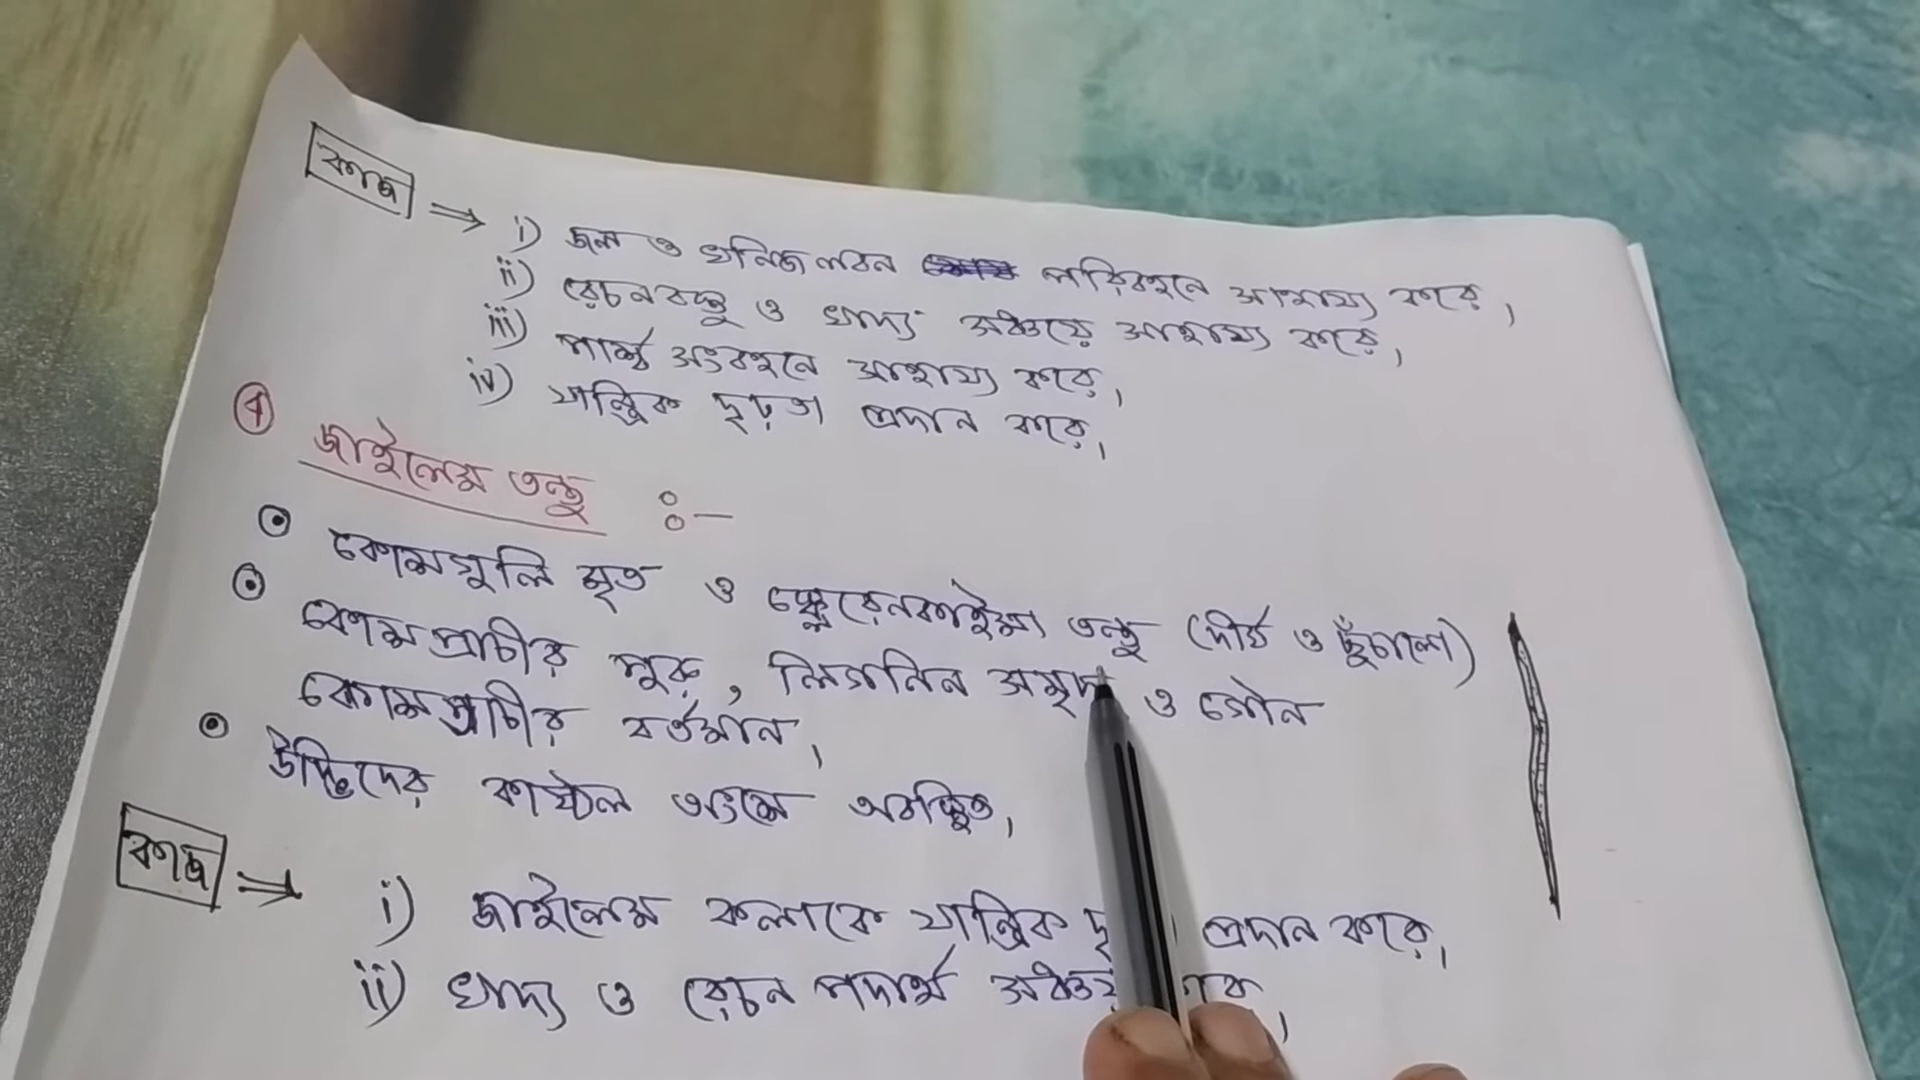 কাজ ⇒ i) জল ও খনিজ লবন পরিবহনে সাহায্য করে।
ii) রেচনবস্তু ও খাদ্য সঞ্চয়ে সাহায্য করে।
iii) পার্শ্ব সংবহনে সাহায্য করে।
iv) যান্ত্রিক দৃঢ়তা প্রদান করে।
জাইলেম তন্তু :—
কোষগুলি মৃত ও স্ক্লেরেনকাইমা তন্তু (দীর্ঘ ও ছুঁচালো)
কোষপ্রাচীর পুরু, লিগনিন সমৃদ্ধ ও গৌন
কোষপ্রাচীর বর্তমান।
উদ্ভিদের কাষ্ঠল অংশে অবস্থিত।
কাজ ⇒ i) জাইলেম কলাকে যান্ত্রিক প্রদান করে।
ii) খাদ্য ও রেচন পদার্থ সঞ্চয়